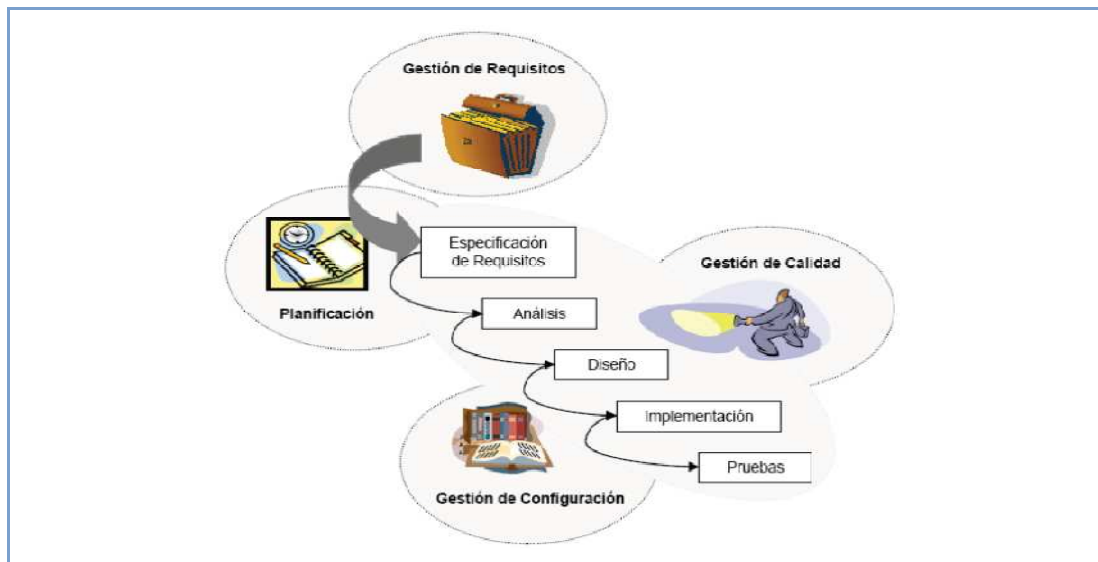 Gestión de Requisitos
Especificación
de Requisitos
Gestión de Calidad
Planificación
Análisis
Diseño
Implementación
Pruebas
Gestión de Configuración